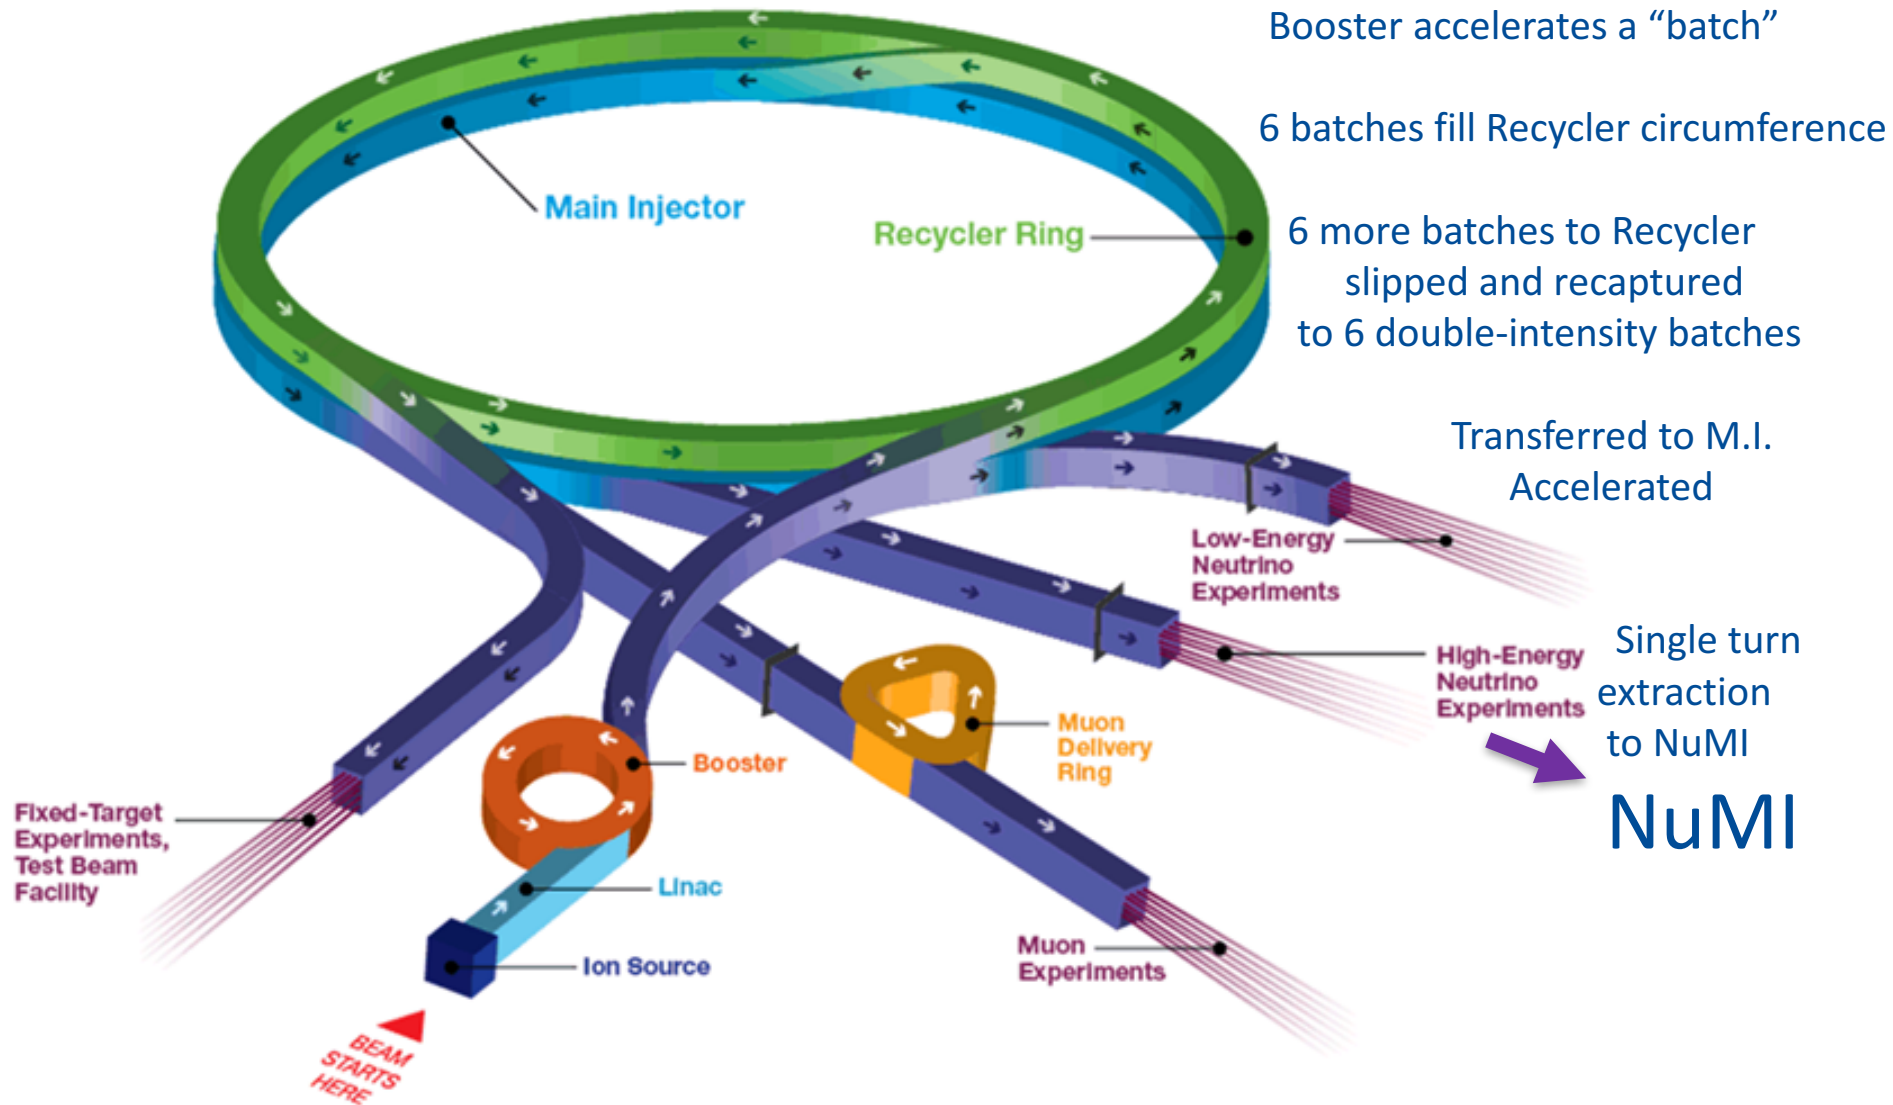 Booster accelerates a “batch”
6 batches fill Recycler circumference
Main Injector
Recycler Ring
6 more batches to Recycler
slipped and recaptured
to 6 double-intensity batches
Transferred to M.I.
Accelerated
Low-Energy
Neutrino
Experiments
High-Energy
Neutrino
Experiments
Single turn
extraction
to NuMI
NuMI
Muon
Delivery
Ring
Booster
Fixed-Target
Experiments,
Test Beam
Facility
Linac
Ion Source
Muon
Experiments
BEAM
STARTS
HERE